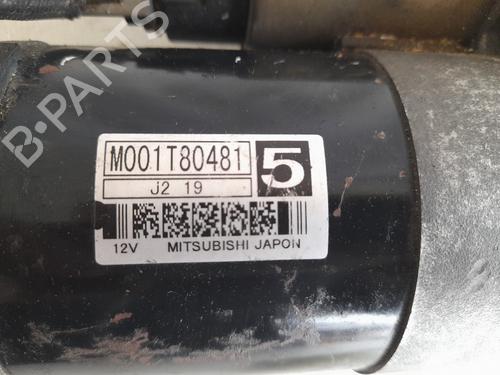 B-PARTS
M001T80481 5
J2 19
12V MITSUBISHI JAPON